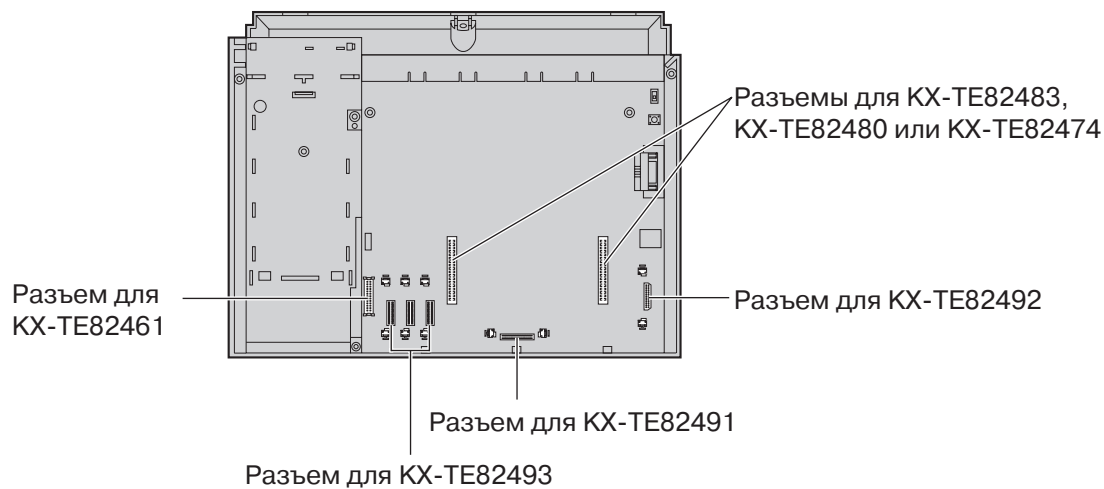 Разъемы для KX-TE82483,
KX-TE82480 или KX-TE82474
Разъем для
KX-TE82461
Разъем для KX-TE82492
Разъем для KX-TE82491
Разъем для KX-TE82493